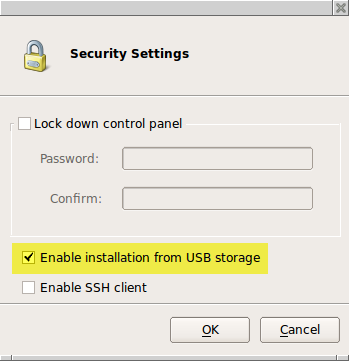 Security Settings
Lock down control panel
Password:
Confirm:
Enable installation from USB storage
Enable SSH client
OK Cancel